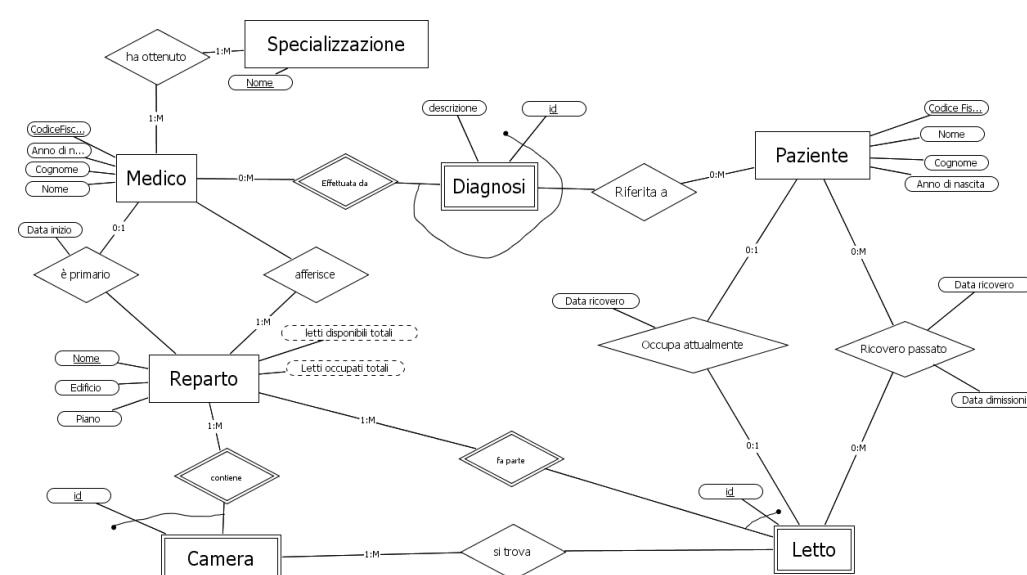 Specializzazione
ha ottenuto
1:M
Nome
1:M
descrizione
id
Codice Fis...
CodiceFisc...
Anno di n...
Cognome
Nome
Medico
0:M
Effettuata da
Diagnosi
Riferita a
0:M
Paziente
Nome
Cognome
Anno di nascita
Data inizio
0:1
è primario
afferisce
1:M
0:1
0:M
Data ricovero
Data ricovero
Occupa attualmente
Ricovero passato
Data dimissioni
letti disponibili totali
Letti occupati totali
Nome
Edificio
Piano
Reparto
1:M
1:M
fa parte
0:1
0:M
contiene
id
id
Camera
1:M
si trova
Letto